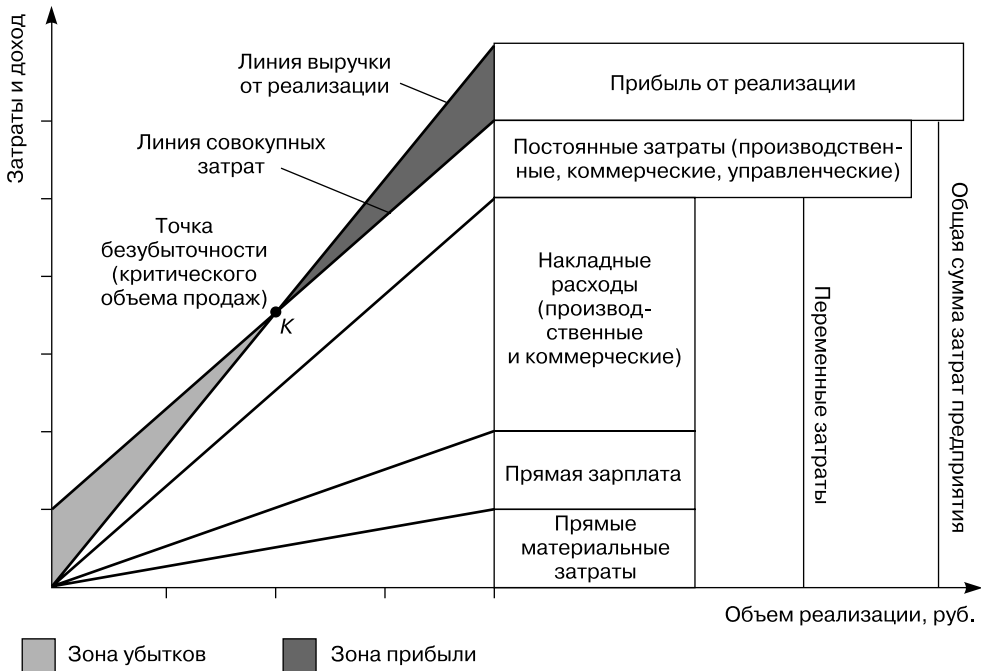 Затраты и доход
Линия выручки
от реализации
Линия совокупных
затрат
Точка
безубыточности
(критического
объема продаж)
K
Прибыль от реализации
Постоянные затраты (производствен-
ные, коммерческие, управленческие)
Накладные
расходы
(производ-
ственные
и коммерческие)
Прямая зарплата
Прямые
материальные
затраты
Переменные затраты
Общая сумма затрат предприятия
Объем реализации, руб.
Зона убытков
Зона прибыли